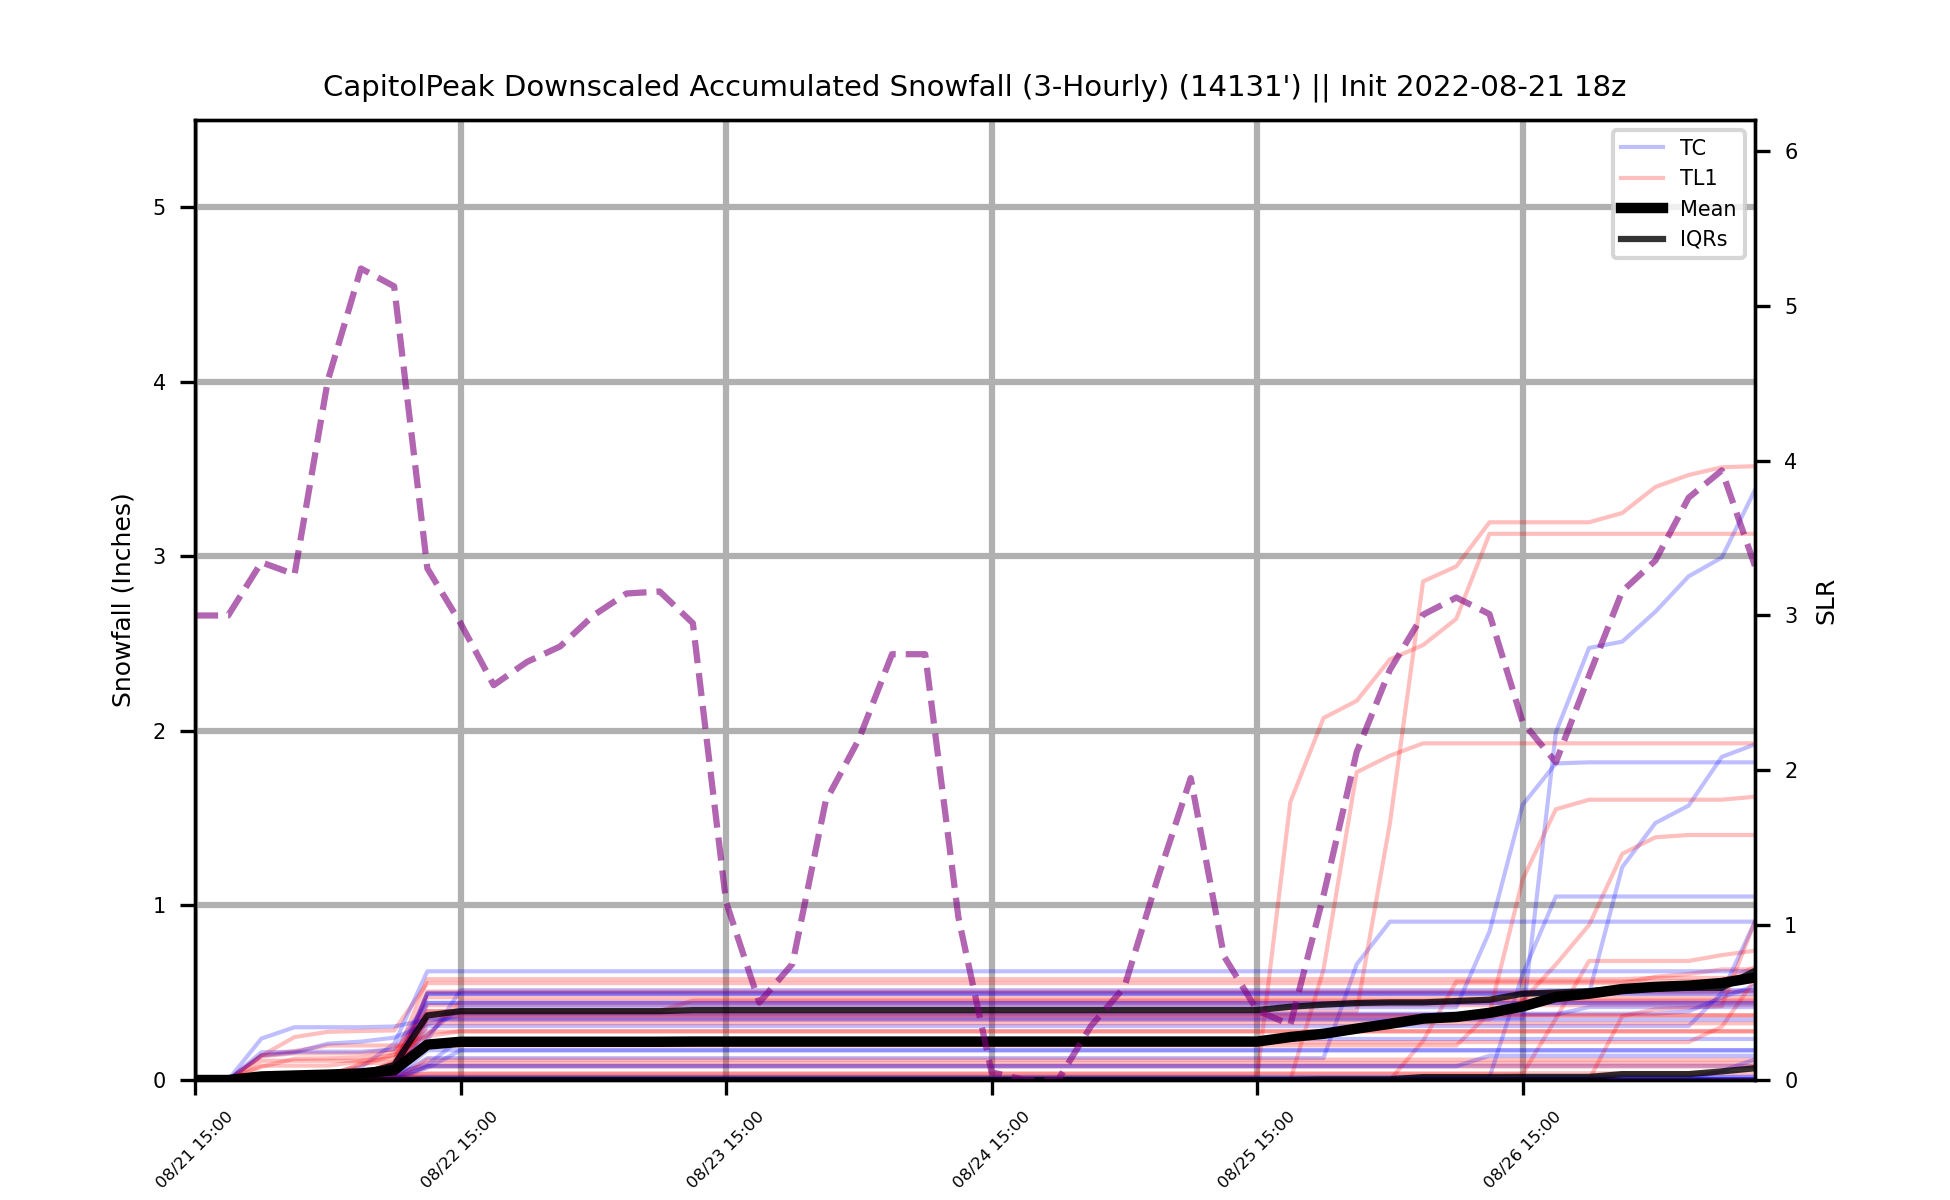 CapitolPeak Downscaled Accumulated Snowfall (3-Hourly) (14131') || Init 2022-08-21 18z
TC
TL1
Mean
IQRs
Snowfall (Inches)
5
4
3
2
1
0
6
5
4
3
2
1
0
SLR
08/21 15:00
08/22 15:00
08/23 15:00
08/24 15:00
08/25 15:00
08/26 15:00